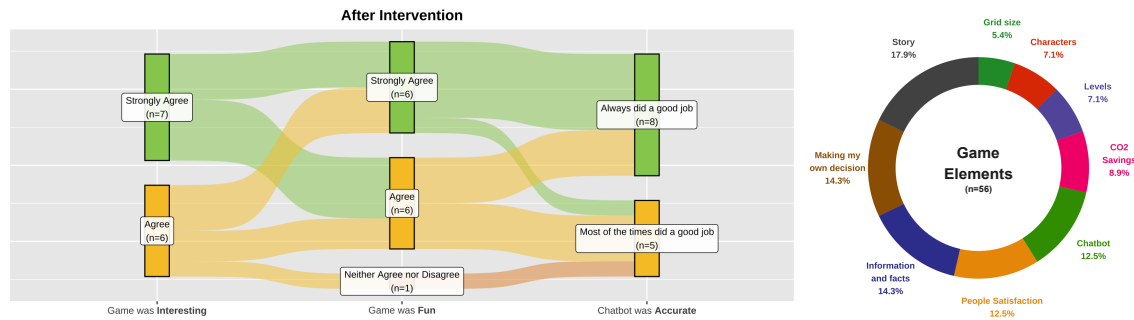 After Intervention
Strongly Agree
(n=7)
Agree
(n=6)
Strongly Agree
(n=6)
Agree
(n=6)
Neither Agree nor Disagree
(n=1)
Always did a good job
(n=8)
Most of the times did a good job
(n=5)
Game was Interesting
Game was Fun
Chatbot was Accurate
Grid size
5.4%
Characters
7.1%
Levels
7.1%
CO2
Savings
8.9%
Chatbot
12.5%
People Satisfaction
12.5%
Information
and facts
14.3%
Making my
own decision
14.3%
Story
17.9%
Game
Elements
(n=56)